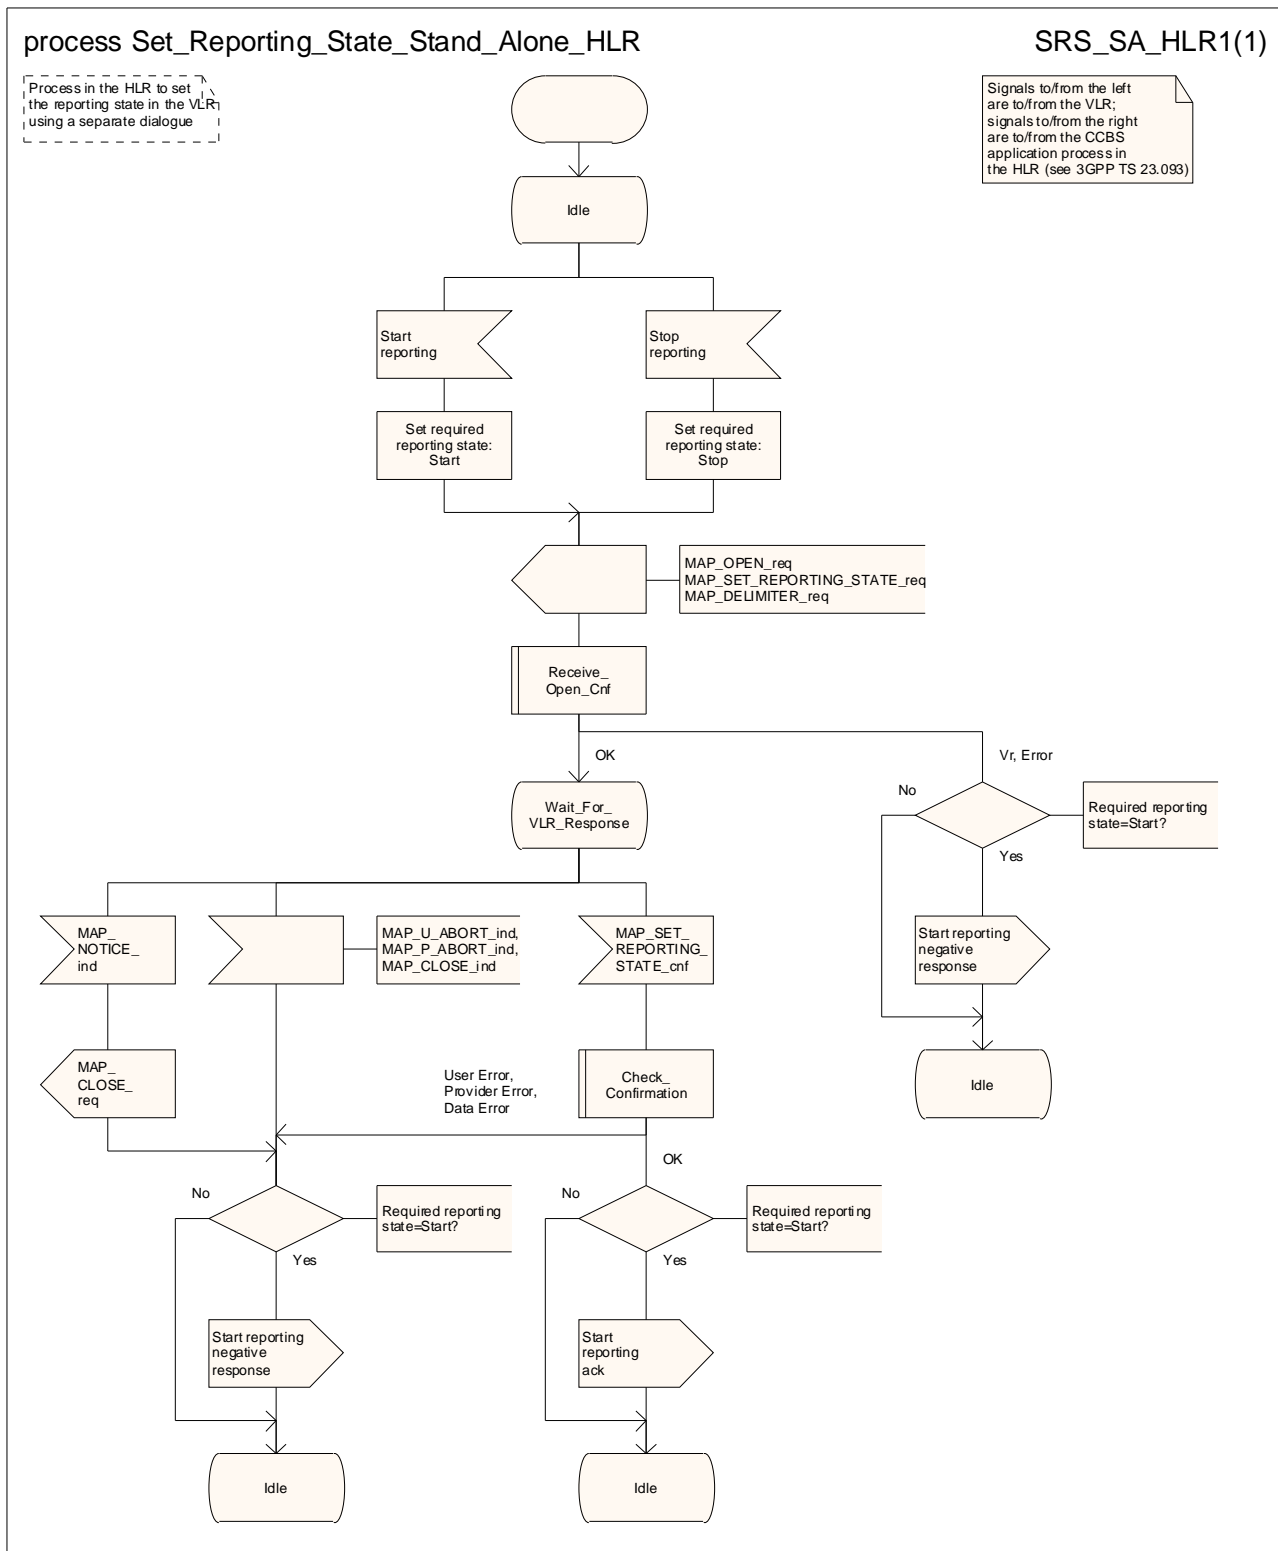 process Set_Reporting_State_Stand_Alone_HLR
SRS_SA_HLR1(1)
Process in the HLR to set
the reporting state in the VLR
using a separate dialogue
Signals to/from the left
are to/from the VLR;
signals to/from the right
are to/from the CCBS
application process in
the HLR (see 3GPP TS 23.093)
Idle
Start
reporting
Stop
reporting
Set required
reporting state:
Start
Set required
reporting state:
Stop
MAP_OPEN_req
MAP_SET_REPORTING_STATE_req
MAP_DELIMITER_req
Receive_
Open_Cnf
OK
Vr, Error
Wait_For_
VLR_Response
No
Required reporting
state=Start?
Yes
MAP_
NOTICE_
ind
MAP_U_ABORT_ind,
MAP_P_ABORT_ind,
MAP_CLOSE_ind
MAP_SET_
REPORTING_
STATE_cnf
Start reporting
negative
response
MAP_
CLOSE_
req
User Error,
Provider Error,
Data Error
Check_
Confirmation
Idle
OK
No
Required reporting
state=Start?
Yes
No
Required reporting
state=Start?
Yes
Start reporting
negative
response
Start
reporting
ack
Idle
Idle